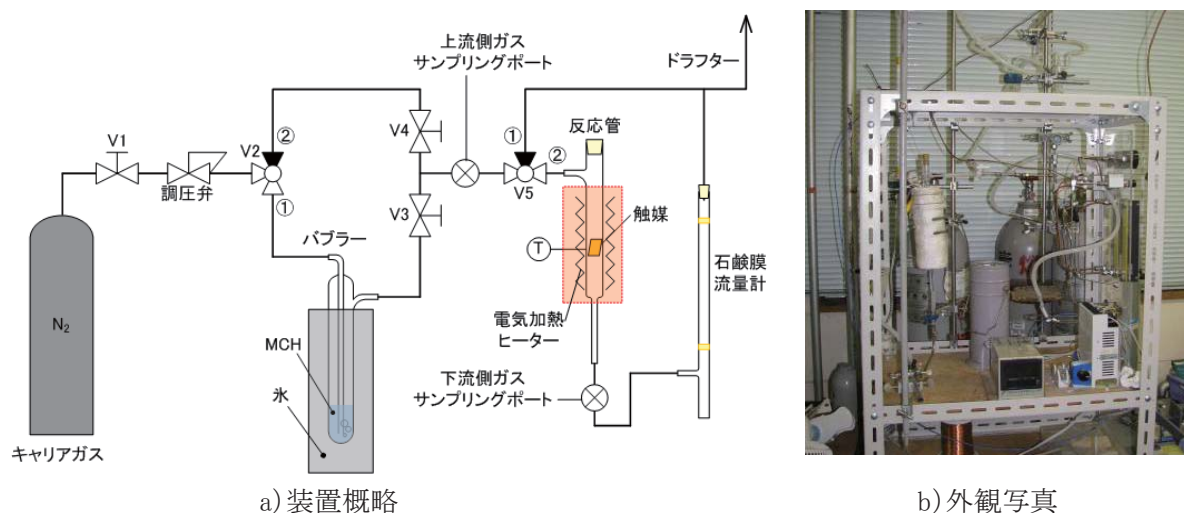 上流側ガス
サンプリングポート
ドラフター
V1
V2
②
V4
①
反応管
②
調圧弁
①
V3
V5
触媒
バブラー
T
石鹸膜
流量計
N₂
電気加熱
ヒーター
MCH
下流側ガス
サンプリングポート
氷
キャリアガス
a)装置概略
b)外観写真